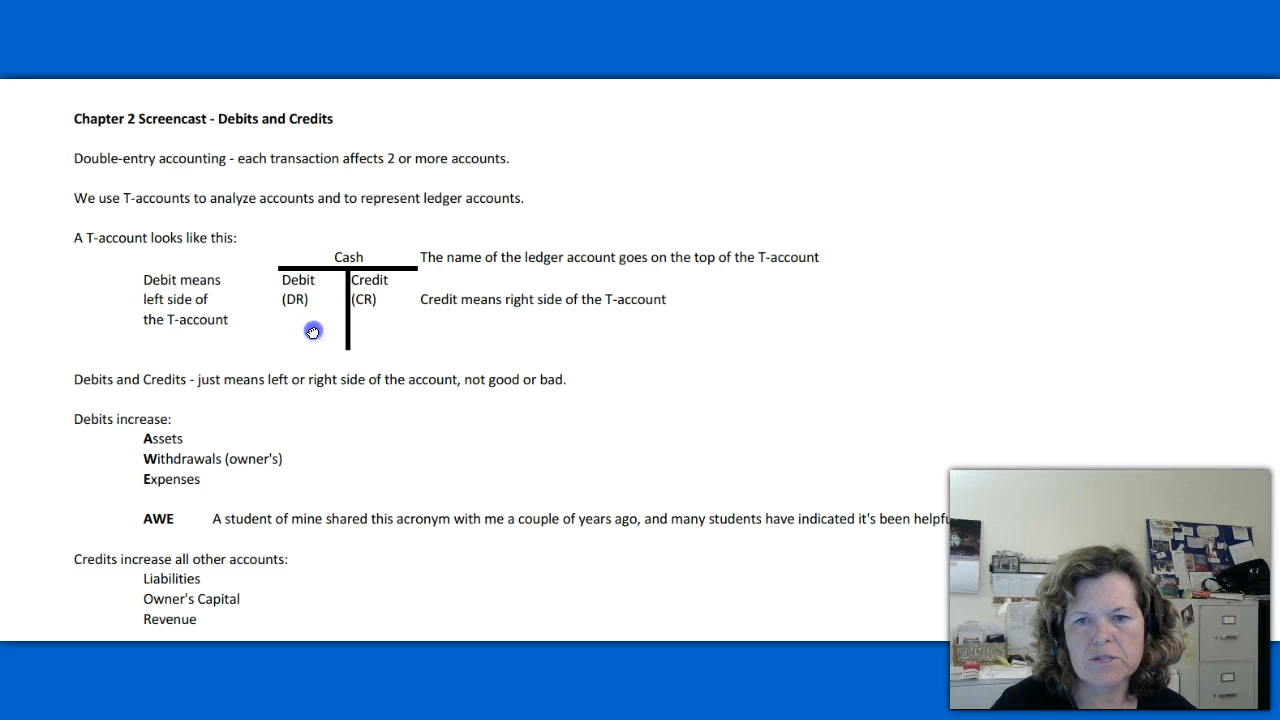 Chapter 2 Screencast - Debits and Credits
Double-entry accounting - each transaction affects 2 or more accounts.
We use T-accounts to analyze accounts and to represent ledger accounts.
A T-account looks like this:
Cash The name of the ledger account goes on the top of the T-account
Debit means Debit Credit
left side of (DR) (CR) Credit means right side of the T-account
the T-account
Debits and Credits - just means left or right side of the account, not good or bad.
Debits increase:
Assets
Withdrawals (owner's)
Expenses
AWE A student of mine shared this acronym with me a couple of years ago, and many students have indicated it's been helpfu
Credits increase all other accounts:
Liabilities
Owner's Capital
Revenue